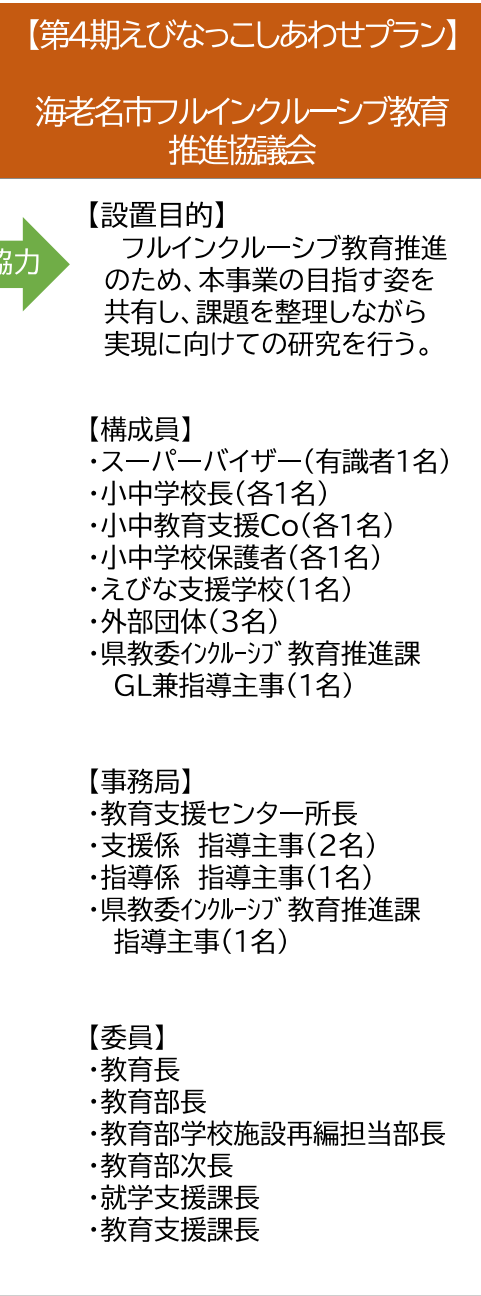 【第4期えびなっこしあわせプラン】
海老名市フルインクルーシブ教育
推進協議会
協力
【設置目的】
フルインクルーシブ教育推進
のため、本事業の目指す姿を
共有し、課題を整理しながら
実現に向けての研究を行う。
【構成員】
・スーパーバイザー(有識者1名)
・小中学校長(各1名)
・小中教育支援Co(各1名)
・小中学校保護者(各1名)
・えびな支援学校(1名)
・外部団体(3名)
・県教委ｲﾝｸﾙｰｼﾌﾞ教育推進課
GL兼指導主事(1名)
【事務局】
・教育支援センター所長
・支援係　指導主事(2名)
・指導係　指導主事(1名)
・県教委ｲﾝｸﾙｰｼﾌﾞ教育推進課
指導主事(1名)
【委員】
・教育長
・教育部長
・教育部学校施設再編担当部長
・教育部次長
・就学支援課長
・教育支援課長